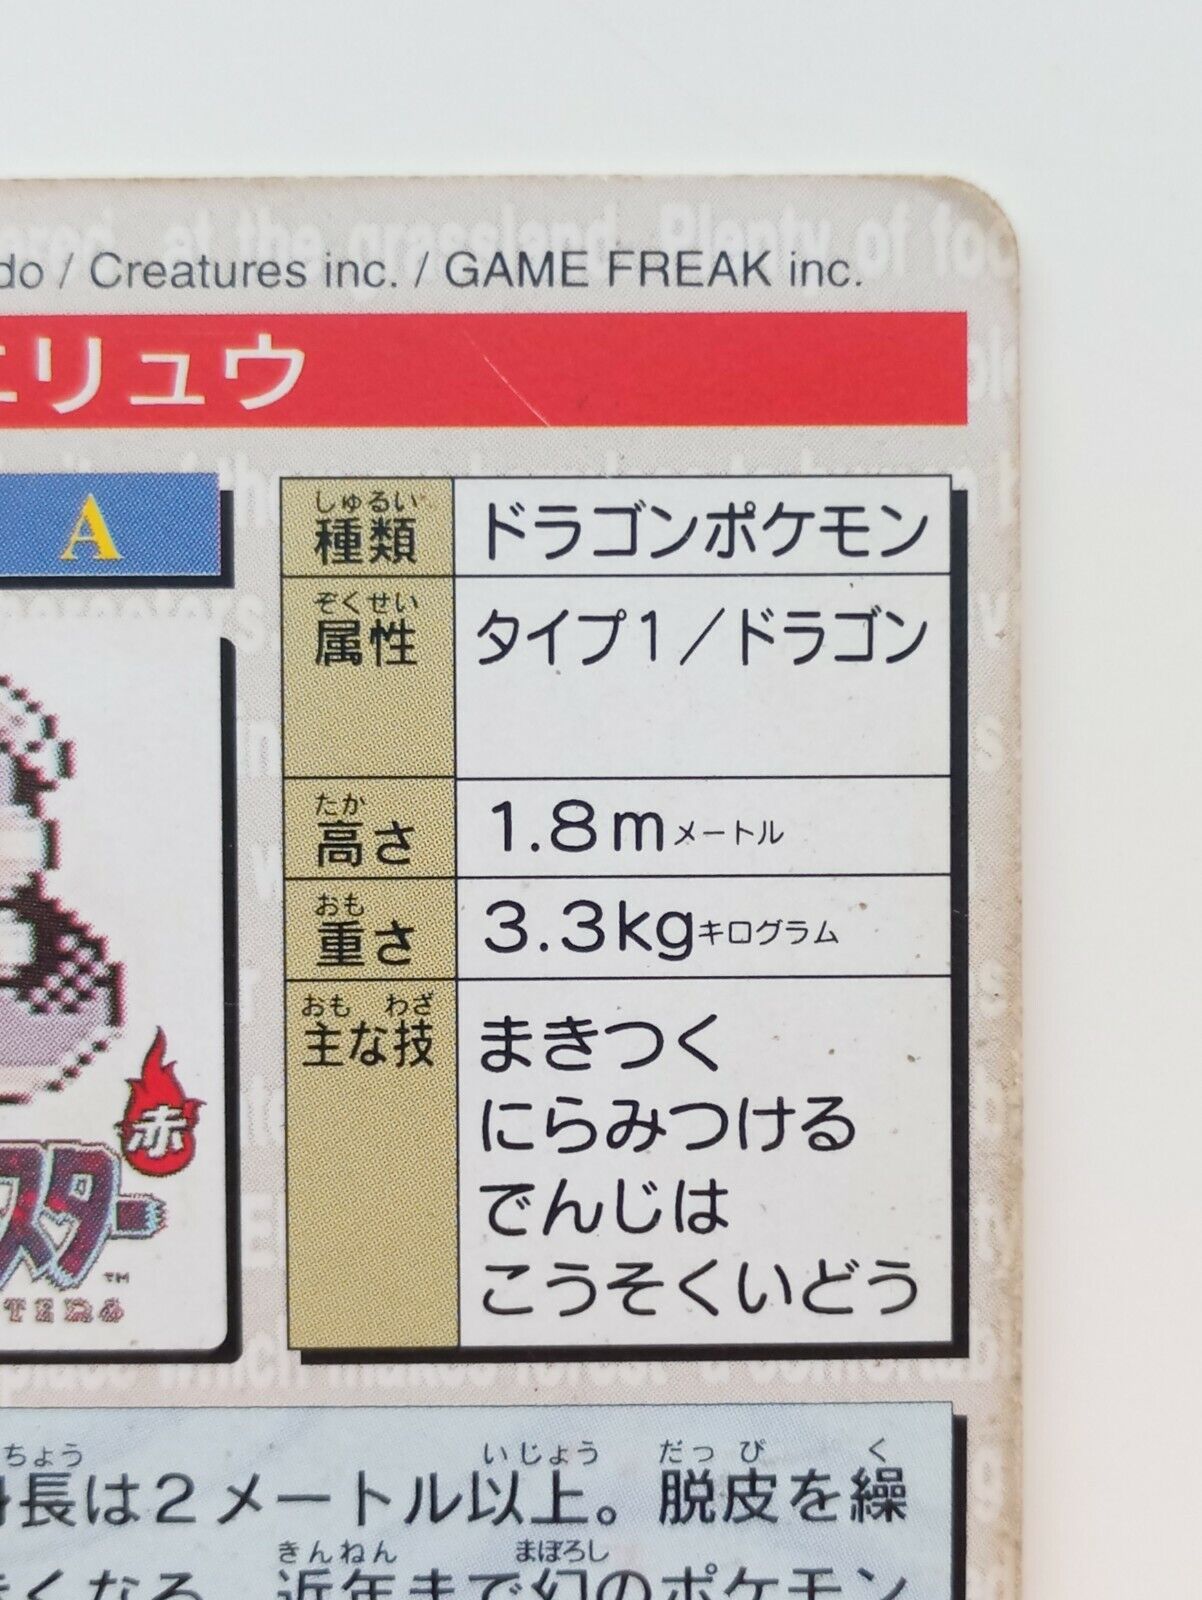 do / Creatures inc. / GAME FREAK inc.
リュウ
A
しゅるい
種類
ドラゴンポケモン
ぞくせい
属性
タイプ1/ドラゴン
たか
高さ
1.8mメートル
おも
重さ
3.3kgキログラム
おも わざ
主な技
まきつく
にらみつける
でんじは
こうそくいどう
赤
スター
TM
TERS
ちょう いじょう だっ ぴ く
身長は2メートル以上。脱皮を繰
きんねん まぼろし
くなる。近年まで幻のポケモン